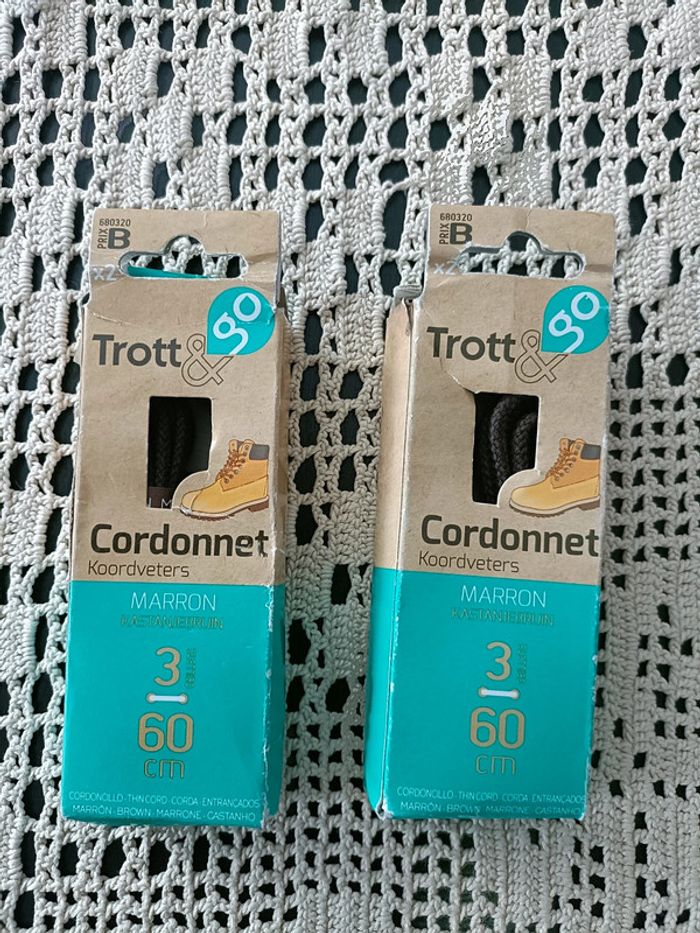 680320
PRIX B
x2
Trott& go
Cordonnet
Koordveters
MARRON
KASTANJEBRUIN
3
60
cm
CORDONCILLO - THIN CORD - CORDA - ENTRANÇADOS
MARRÓN - BROWN - MARRONE - CASTANHO
680320
PRIX B
x2
Trott& go
Cordonnet
Koordveters
MARRON
KASTANJEBRUIN
3
60
cm
CORDONCILLO - THIN CORD - CORDA - ENTRANÇADOS
MARRÓN - BROWN - MARRONE - CASTANHO